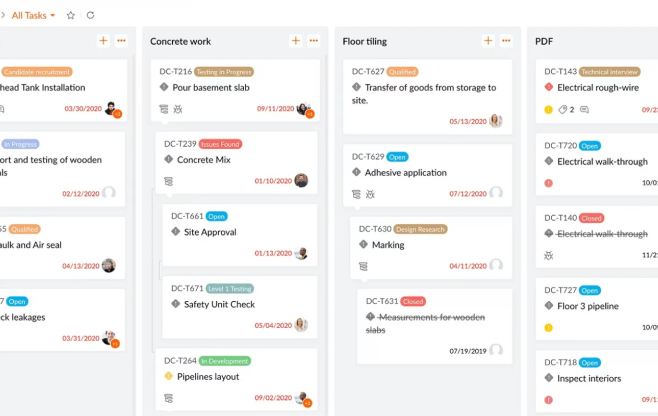 All Tasks
Candidate recruitment
head Tank Installation
03/30/2020
In Progress
ort and testing of wooden
02/12/2020
Qualified
aulk and Air seal
04/13/2020
Open
ck leakages
03/31/2020
Concrete work
DC-T216 Testing in Progress
Pour basement slab
09/11/2020
DC-T239 Issues Found
Concrete Mix
01/10/2020
DC-T661 Open
Site Approval
01/13/2020
DC-T671 Level 1 Testing
Safety Unit Check
05/04/2020
DC-T264 In Development
Pipelines layout
09/02/2020
Floor tiling
DC-T627 Qualified
Transfer of goods from storage to
site.
05/13/2020
DC-T629 Open
Adhesive application
07/12/2020
DC-T630 Design Research
Marking
04/11/2020
DC-T631 Closed
Measurements for wooden
slabs
07/19/2019
PDF
DC-T143 Technical interview
Electrical rough-wire
2
09/2
DC-T720 Open
Electrical walk-through
10/0
DC-T140 Closed
Electrical walk-through
11/2
DC-T727 Open
Floor 3 pipeline
10/0
DC-T718 Open
Inspect interiors
09/1